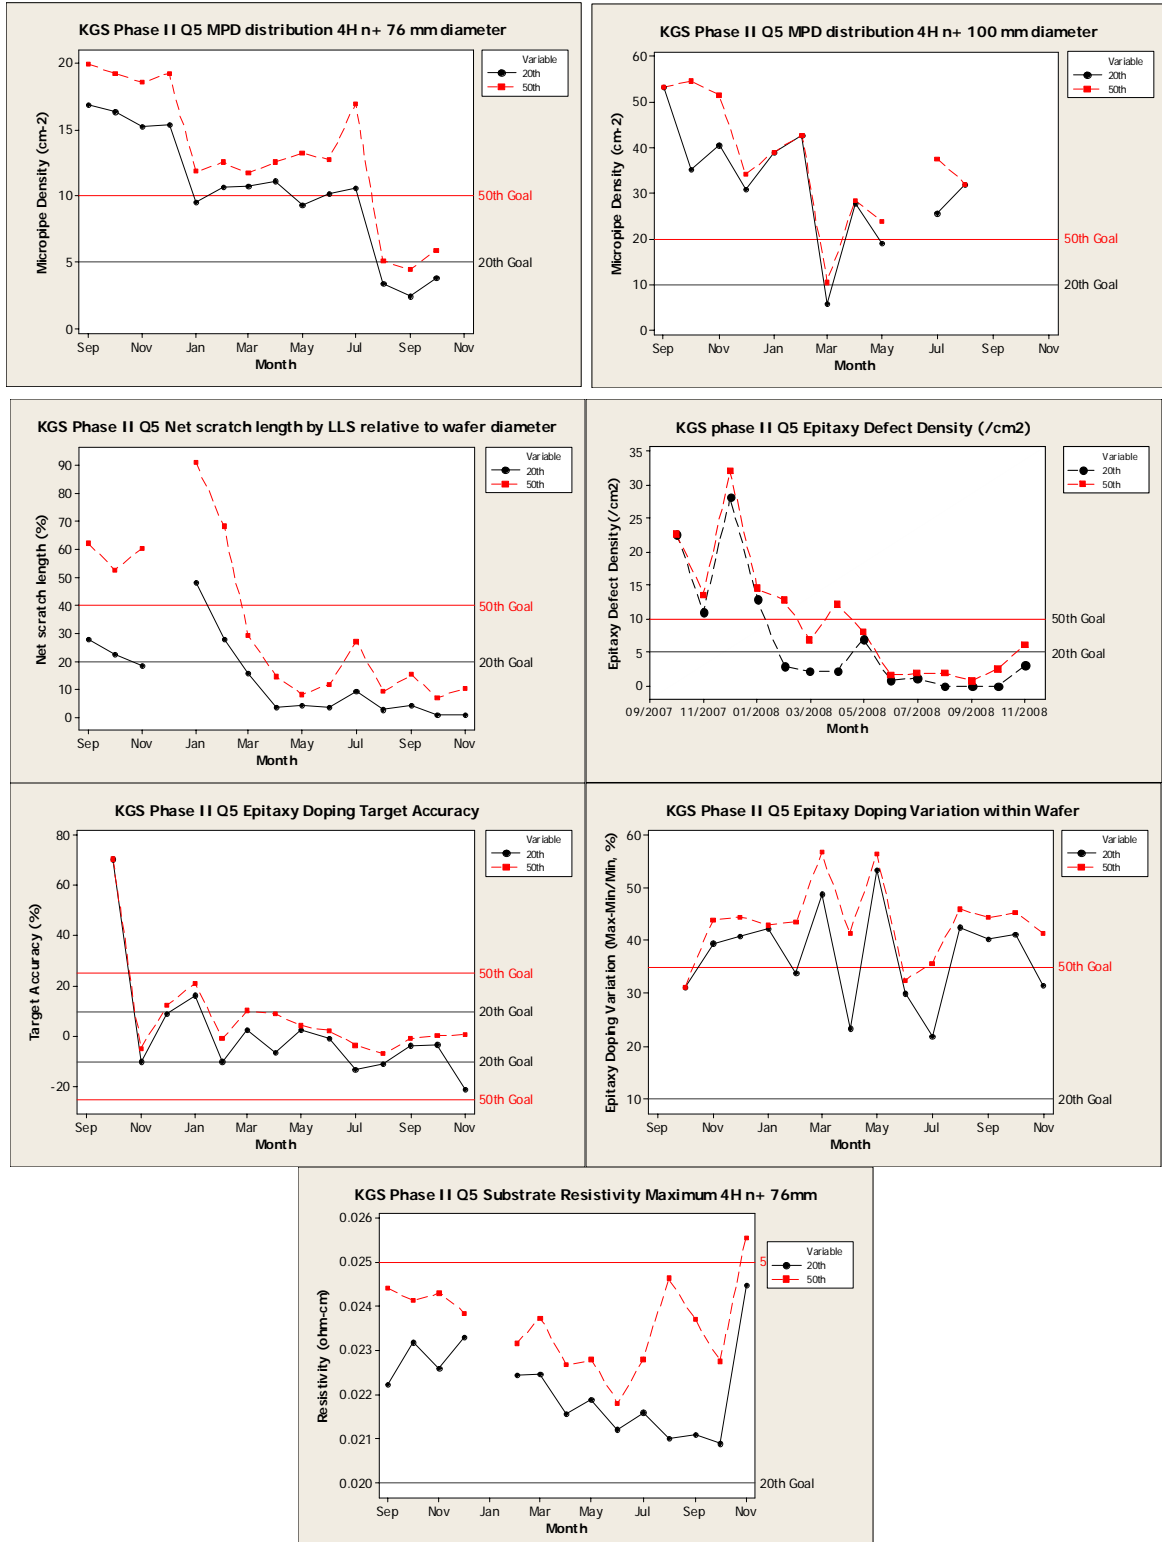 KGS Phase II Q5 MPD distribution 4H n+ 76 mm diameter
Variable
20th
50th
Micropipe Density (cm-2)
20
15
10
5
0
50th Goal
20th Goal
Sep Nov Jan Mar May Jul Sep Nov
Month
KGS Phase II Q5 MPD distribution 4H n+ 100 mm diameter
Variable
20th
50th
Micropipe Density (cm-2)
60
50
40
30
20
10
0
50th Goal
20th Goal
Sep Nov Jan Mar May Jul Sep Nov
Month
KGS Phase II Q5 Net scratch length by LLS relative to wafer diameter
Variable
20th
50th
Net scratch length (%)
90
80
70
60
50
40
30
20
10
0
50th Goal
20th Goal
Sep Nov Jan Mar May Jul Sep Nov
Month
KGS phase II Q5 Epitaxy Defect Density (/cm2)
Variable
20th
50th
Epitaxy Defect Density(/cm2)
35
30
25
20
15
10
5
0
50th Goal
20th Goal
09/2007 11/2007 01/2008 03/2008 05/2008 07/2008 09/2008 11/2008
Month
KGS Phase II Q5 Epitaxy Doping Target Accuracy
Variable
20th
50th
Target Accuracy (%)
80
60
40
20
0
-20
50th Goal
20th Goal
20th Goal
50th Goal
Sep Nov Jan Mar May Jul Sep Nov
Month
KGS Phase II Q5 Epitaxy Doping Variation within Wafer
Variable
20th
50th
Epitaxy Doping Variation (Max-Min/Min, %)
60
50
40
30
20
10
50th Goal
20th Goal
Sep Nov Jan Mar May Jul Sep Nov
Month
KGS Phase II Q5 Substrate Resistivity Maximum 4H n+ 76mm
Variable
20th
50th
Resistivity (ohm-cm)
0.026
0.025
0.024
0.023
0.022
0.021
0.020
5
20th Goal
Sep Nov Jan Mar May Jul Sep Nov
Month